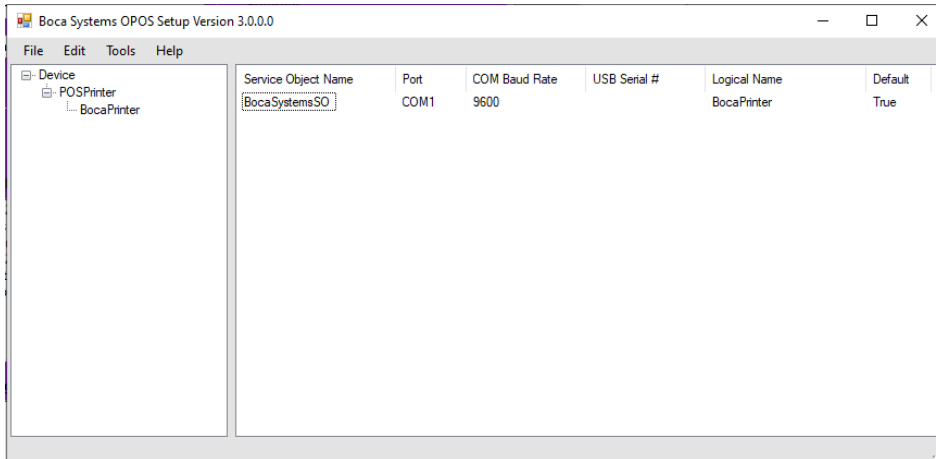 Boca Systems OPOS Setup Version 3.0.0.0
File Edit Tools Help
Device
POSPrinter
BocaPrinter
Service Object Name Port COM Baud Rate USB Serial # Logical Name Default
BocaSystemsSO COM1 9600 BocaPrinter True